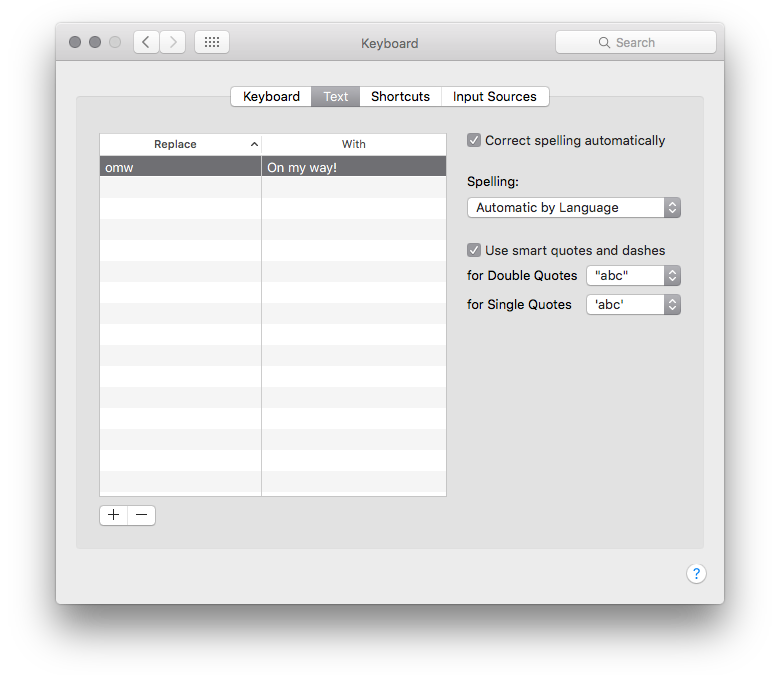 Keyboard
Search
Keyboard Text Shortcuts Input Sources
Replace With
omw On my way!
Correct spelling automatically
Spelling:
Automatic by Language
Use smart quotes and dashes
for Double Quotes "abc"
for Single Quotes 'abc'
+ −
?